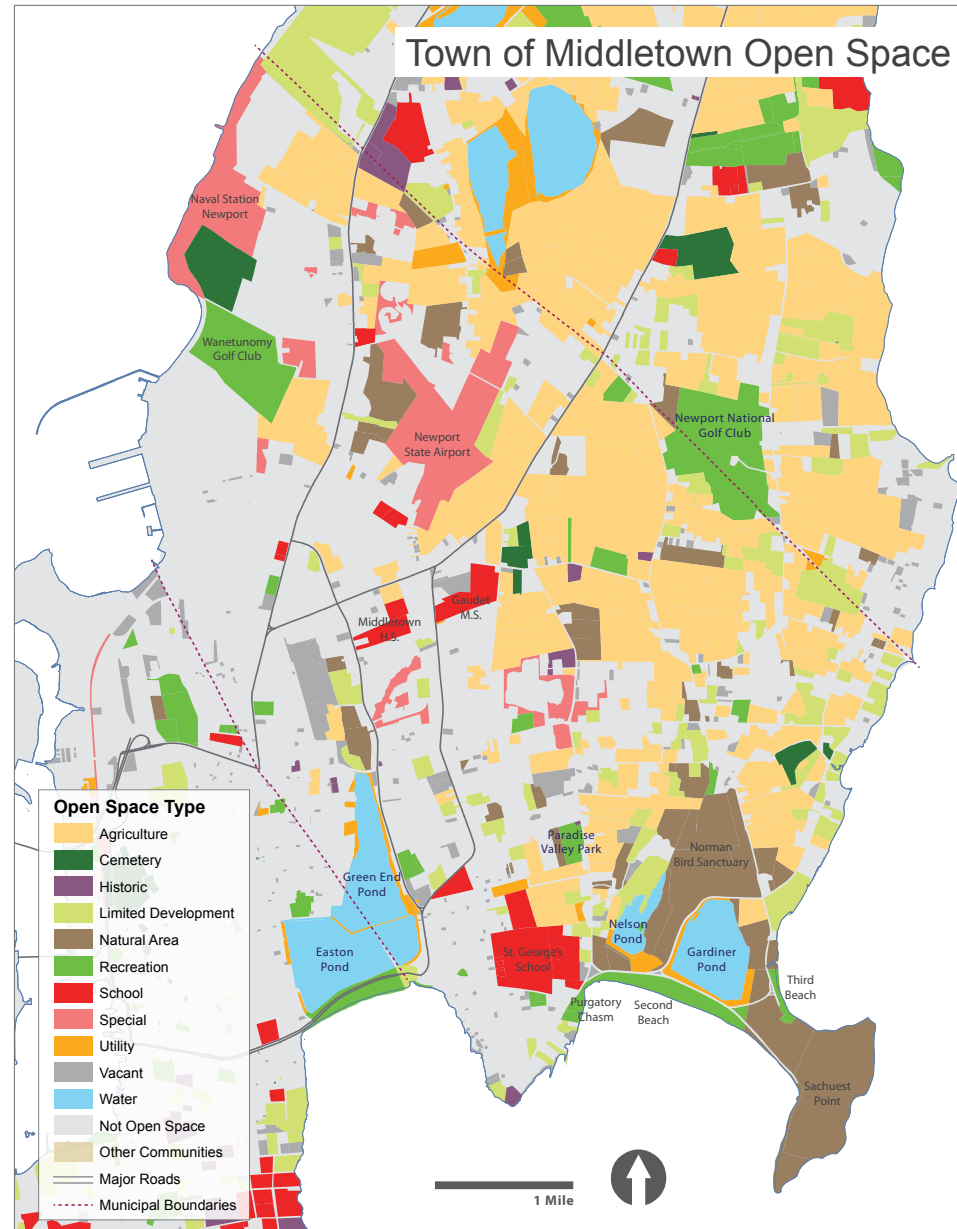 Town of Middletown Open Space
Naval Station
Newport
Wanetunomy
Golf Club
Newport National
Golf Club
Newport
State Airport
Gaudet
M.S.
Middletown
H.S.
Open Space Type
Agriculture
Cemetery
Historic
Limited Development
Natural Area
Recreation
School
Special
Utility
Vacant
Water
Not Open Space
Other Communities
Major Roads
Municipal Boundaries
Paradise
Valley Park
Norman
Bird Sanctuary
Green End
Pond
Easton
Pond
St. George's
School
Nelson
Pond
Gardiner
Pond
Third
Beach
Purgatory
Chasm
Second
Beach
Sachuest
Point
1 Mile